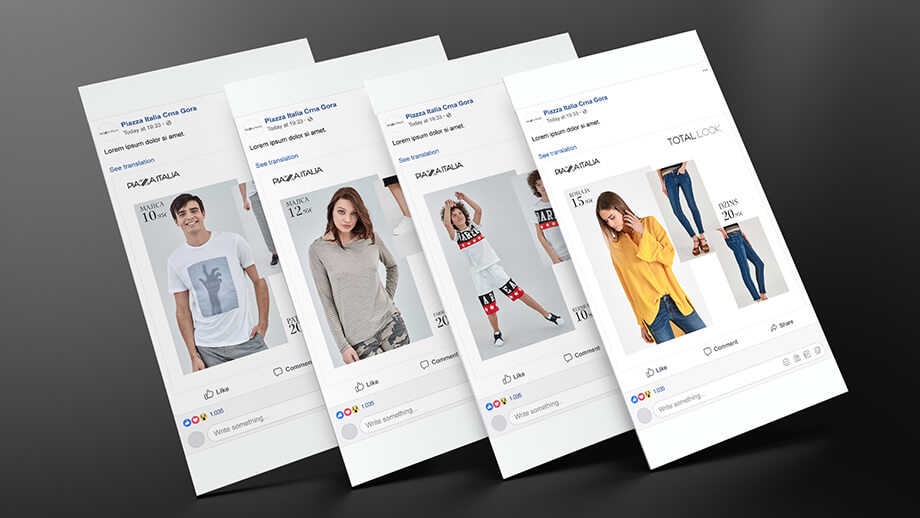 Piazza Italia Crna Gora
Today at 19:33
Lorem ipsum dolor si amet.
See translation
PIAZZA ITALIA
MAJICA
10.95€
20
Like
Comment
1.035
Write something...
Piazza Italia Crna Gora
Today at 19:33
Lorem ipsum dolor si amet.
See translation
PIAZZA ITALIA
MAJICA
12.95€
20
Like
Comment
1.035
Write something...
Piazza Italia Crna Gora
Today at 19:33
Lorem ipsum dolor si amet.
See translation
PIAZZA ITALIA
10
Like
Comment
1.035
Write something...
Piazza Italia Crna Gora
Today at 19:33
Lorem ipsum dolor si amet.
See translation
TOTAL LOOK
PIAZZA ITALIA
KOŠULJA
15.95€
DŽINS
20.95€
Like
Comment
Share
1.035
Write something...